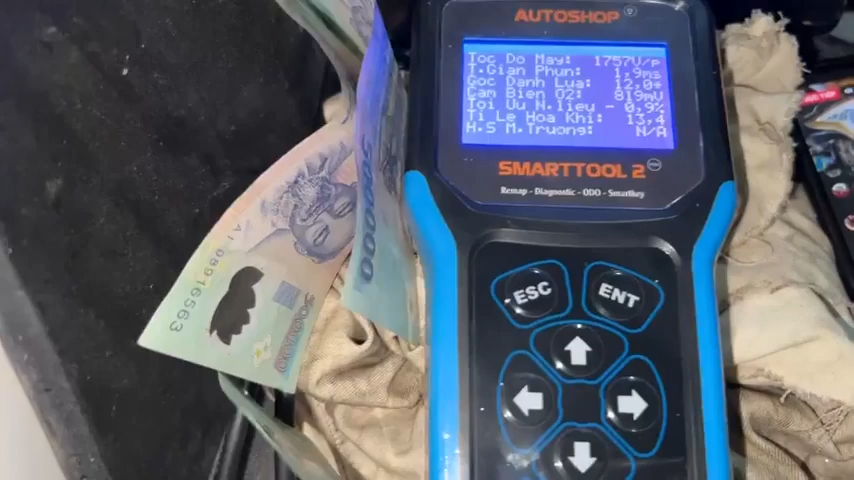 AUTOSHOP
Toc Do May: 1757V/p
T.Gian Phun: 1,9ms
Goc Danh Lua: 12,0*
Cam Bien O2: 819mV
Toi Uu N.lieu - 0,9%
Ti Le Hoa Khi: 13,4
H.S M.Truong: N/A
SMARTTOOL 2
Remap - Diagnostic - ODO - Smartkey
ESC
ENT